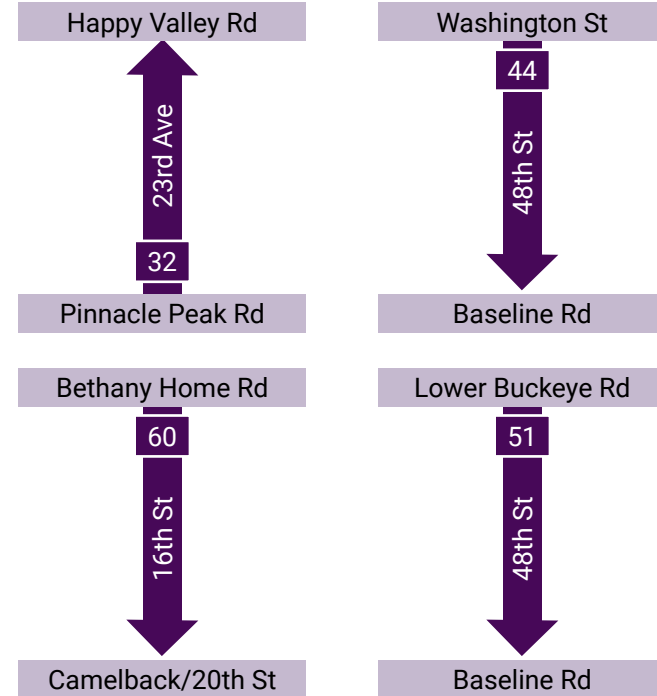 Happy Valley Rd
23rd Ave
32
Pinnacle Peak Rd
Washington St
44
48th St
Baseline Rd
Bethany Home Rd
60
16th St
Camelback/20th St
Lower Buckeye Rd
51
48th St
Baseline Rd